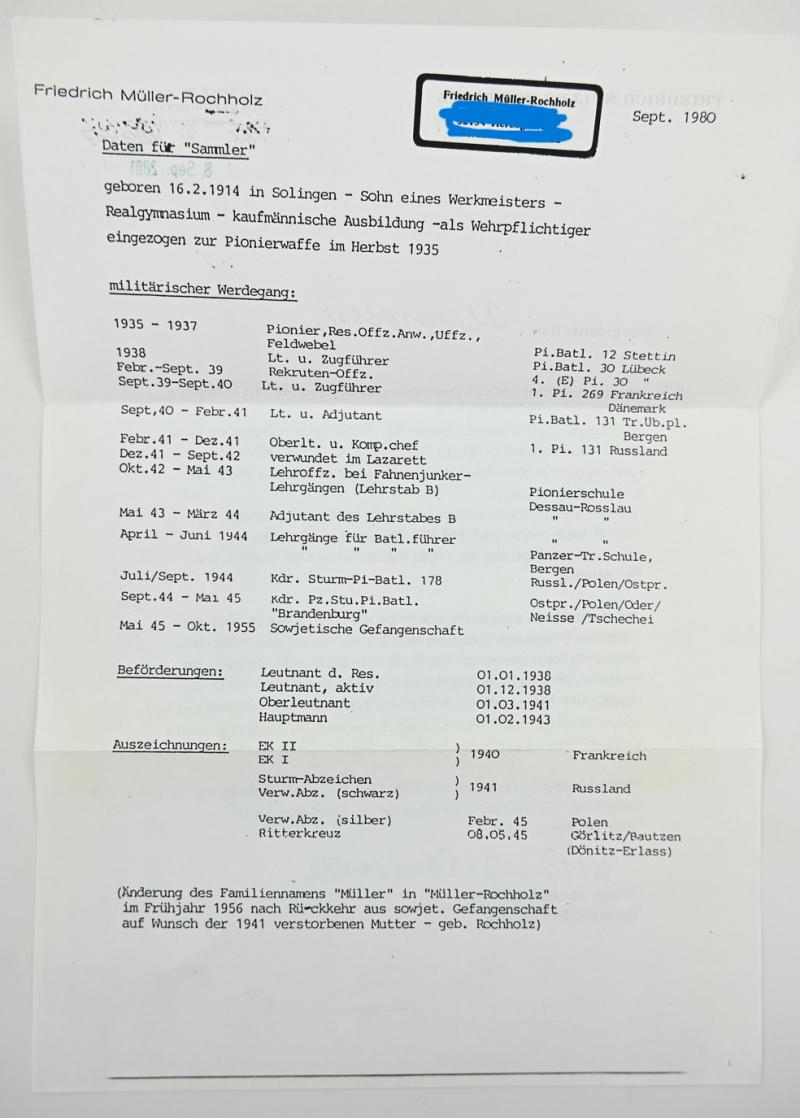 Friedrich Müller-Rochholz
Friedrich Müller-Rochholz
Sept. 1980
Daten für "Sammler"
8. Sep. 2001
geboren 16.2.1914 in Solingen - Sohn eines Werkmeisters -
Realgymnasium - kaufmännische Ausbildung -als Wehrpflichtiger
eingezogen zur Pionierwaffe im Herbst 1935
militärischer Werdegang:
1935 - 1937 Pionier,Res.Offz.Anw.,Uffz.,
Feldwebel
1938 Lt. u. Zugführer Pi.Batl. 12 Stettin
Febr.-Sept. 39 Rekruten-Offz. Pi.Batl. 30 Lübeck
Sept.39-Sept.40 Lt. u. Zugführer 4. (E) Pi. 30 "
1. Pi. 269 Frankreich
Dänemark
Sept,40 - Febr.41 Lt. u. Adjutant Pi.Batl. 131 Tr.Üb.pl.
Bergen
Febr.41 - Dez.41 Oberlt. u. Komp.chef 1. Pi. 131 Russland
Dez.41 - Sept.42 verwundet im Lazarett
Okt.42 - Mai 43 Lehroffz. bei Fahnenjunker-
Lehrgängen (Lehrstab B) Pionierschule
Dessau-Rosslau
Mai 43 - März 44 Adjutant des Lehrstabes B " "
April - Juni 1944 Lehrgänge für Batl.führer " "
" " " " Panzer-Tr.Schule,
Bergen
Juli/Sept. 1944 Kdr. Sturm-Pi-Batl. 178 Russl./Polen/Ostpr.
Sept.44 - Mai 45 Kdr. Pz.Stu.Pi.Batl. Ostpr./Polen/Oder/
"Brandenburg" Neisse /Tschechei
Mai 45 - Okt. 1955 Sowjetische Gefangenschaft
Beförderungen: Leutnant d. Res. 01.01.1938
Leutnant, aktiv 01.12.1938
Oberleutnant 01.03.1941
Hauptmann 01.02.1943
Auszeichnungen: EK II )
EK I ) 1940 Frankreich
Sturm-Abzeichen )
Verw.Abz. (schwarz) ) 1941 Russland
Verw.Abz. (silber) Febr. 45 Polen
Ritterkreuz 08.05.45 Görlitz/Bautzen
(Dönitz-Erlass)
(Änderung des Familiennamens "Müller" in "Müller-Rochholz"
im Frühjahr 1956 nach Rückkehr aus sowjet. Gefangenschaft
auf Wunsch der 1941 verstorbenen Mutter - geb. Rochholz)